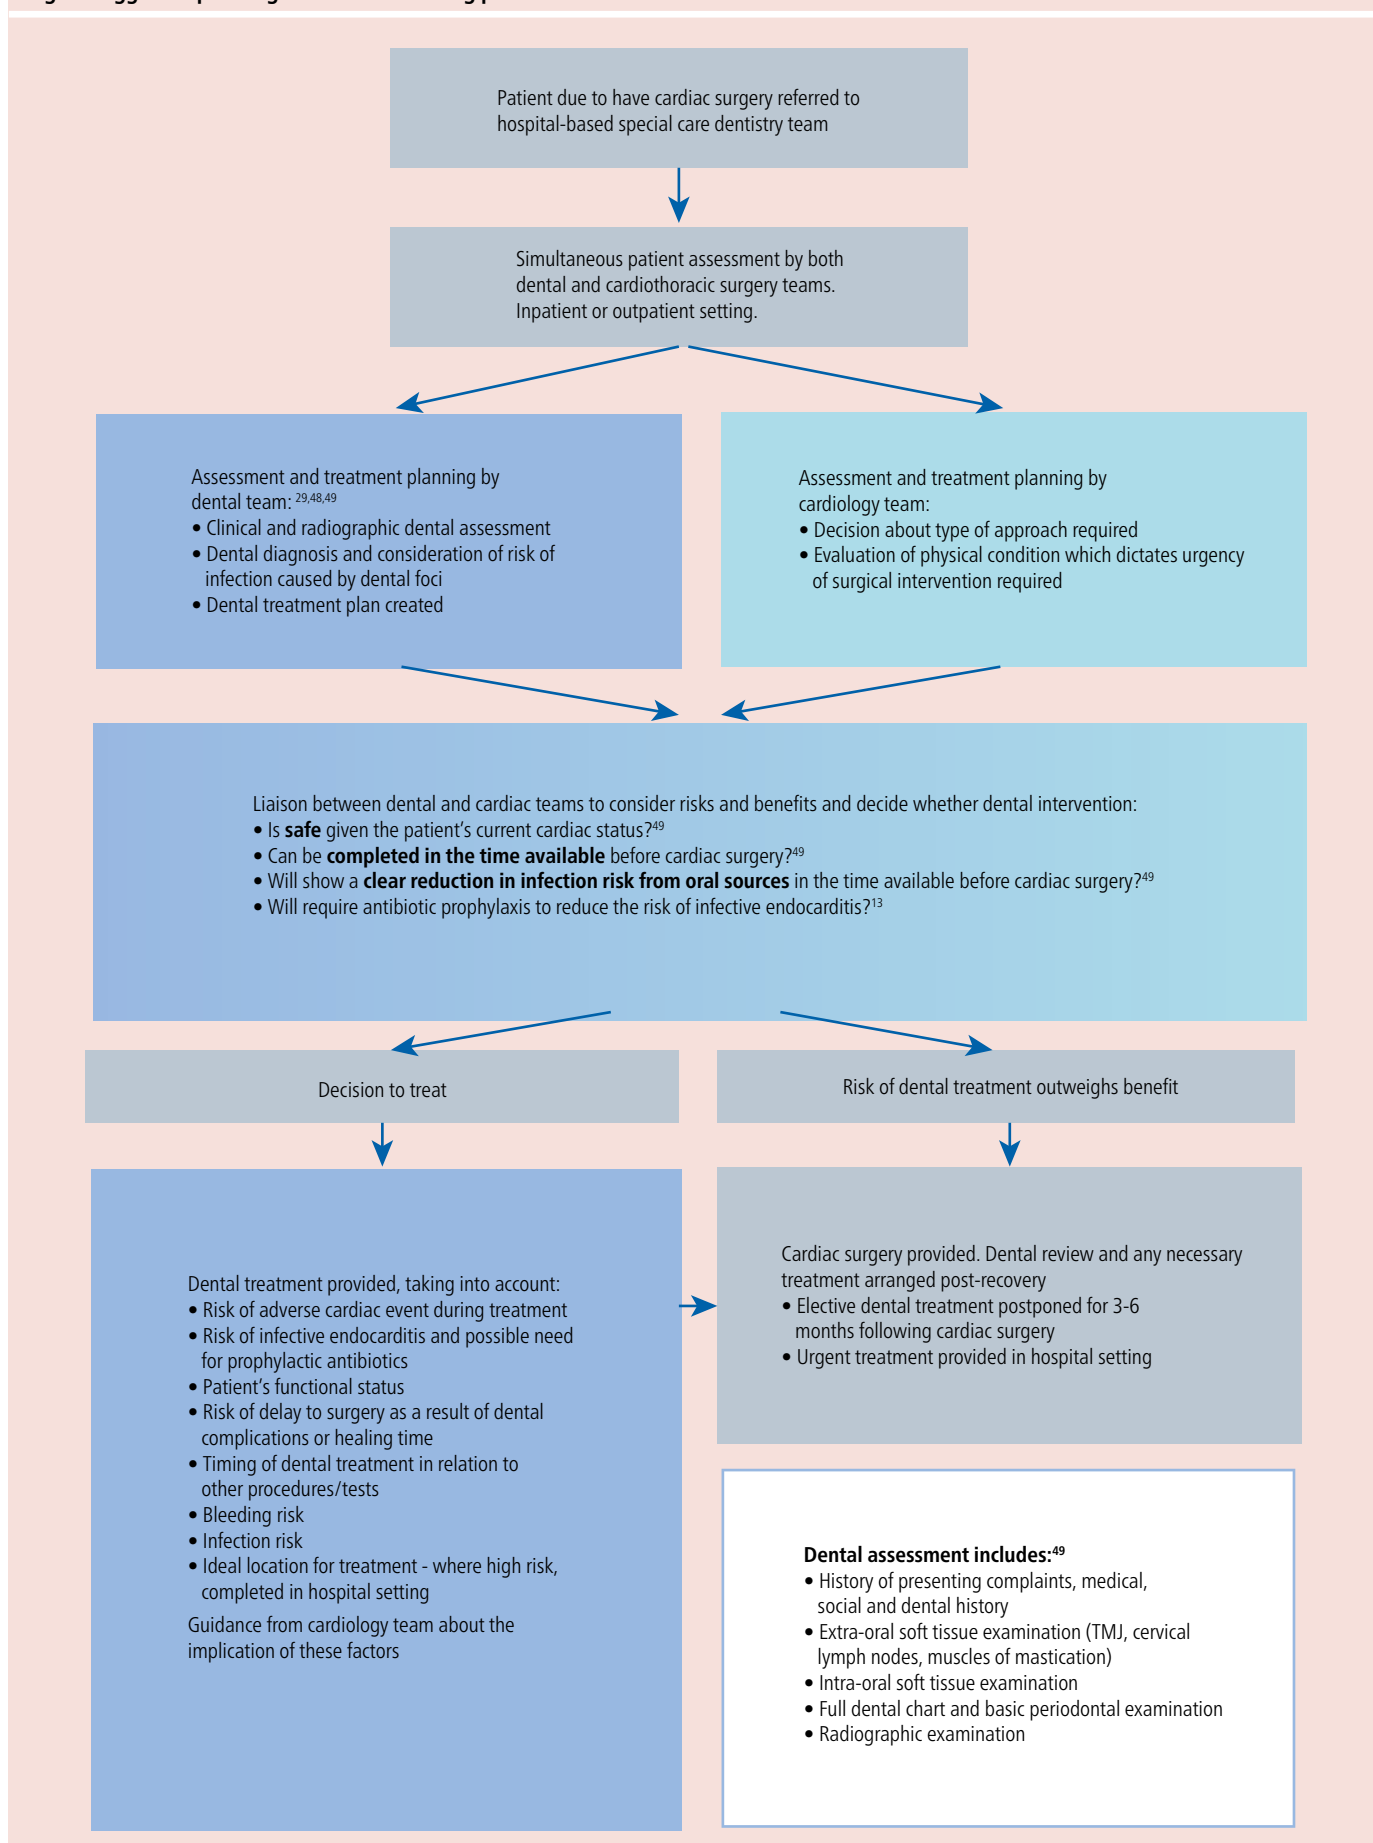 Patient due to have cardiac surgery referred to
hospital-based special care dentistry team
Simultaneous patient assessment by both
dental and cardiothoracic surgery teams.
Inpatient or outpatient setting.
Assessment and treatment planning by
dental team: 29,48,49
• Clinical and radiographic dental assessment
• Dental diagnosis and consideration of risk of
infection caused by dental foci
• Dental treatment plan created
Assessment and treatment planning by
cardiology team:
• Decision about type of approach required
• Evaluation of physical condition which dictates urgency
of surgical intervention required
Liaison between dental and cardiac teams to consider risks and benefits and decide whether dental intervention:
• Is safe given the patient's current cardiac status?49
• Can be completed in the time available before cardiac surgery?49
• Will show a clear reduction in infection risk from oral sources in the time available before cardiac surgery?49
• Will require antibiotic prophylaxis to reduce the risk of infective endocarditis?13
Decision to treat
Risk of dental treatment outweighs benefit
Dental treatment provided, taking into account:
• Risk of adverse cardiac event during treatment
• Risk of infective endocarditis and possible need
for prophylactic antibiotics
• Patient's functional status
• Risk of delay to surgery as a result of dental
complications or healing time
• Timing of dental treatment in relation to
other procedures/tests
• Bleeding risk
• Infection risk
• Ideal location for treatment - where high risk,
completed in hospital setting
Guidance from cardiology team about the
implication of these factors
Cardiac surgery provided. Dental review and any necessary
treatment arranged post-recovery
• Elective dental treatment postponed for 3-6
months following cardiac surgery
• Urgent treatment provided in hospital setting
Dental assessment includes:49
• History of presenting complaints, medical,
social and dental history
• Extra-oral soft tissue examination (TMJ, cervical
lymph nodes, muscles of mastication)
• Intra-oral soft tissue examination
• Full dental chart and basic periodontal examination
• Radiographic examination